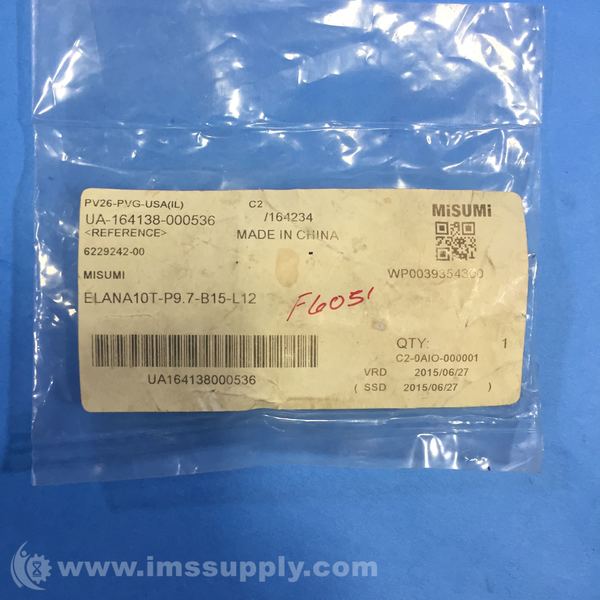 PV26-PVG-USA(IL) C2
UA-164138-000536 /164234
<REFERENCE> MADE IN CHINA
6229242-00
MiSUMi
MISUMI WP0039354300
ELANA10T-P9.7-B15-L12
F6051
QTY: 1
C2-0AIO-000001
VRD 2015/06/27
( SSD 2015/06/27 )
UA164138000536
© www.imssupply.com